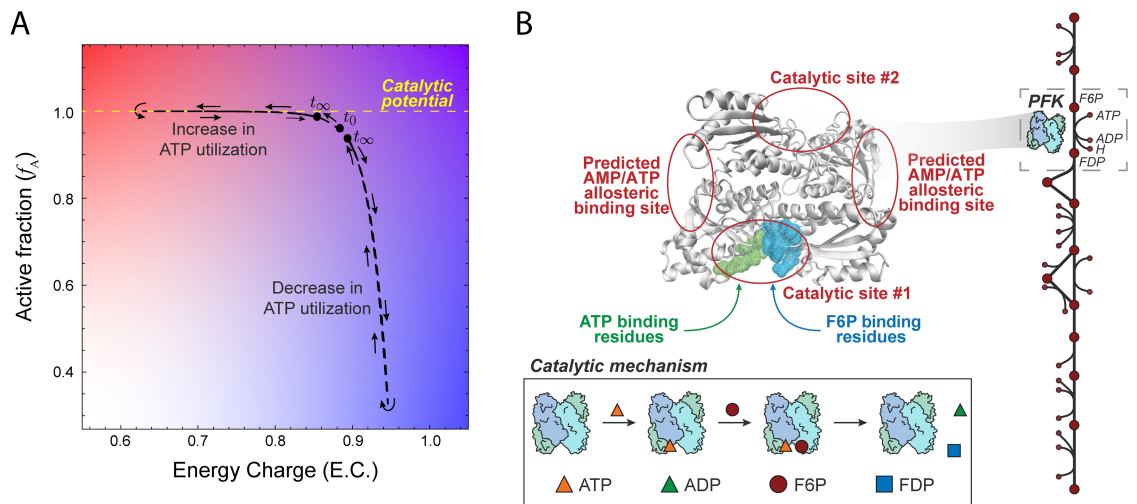 A
Active fraction (fA)
1.0
0.8
0.6
0.4
0.6
0.7
0.8
0.9
1.0
Energy Charge (E.C.)
Catalytic
potential
t∞
t0
t∞
Increase in
ATP utilization
Decrease in
ATP utilization
B
Catalytic site #2
Predicted
AMP/ATP
allosteric
binding site
Predicted
AMP/ATP
allosteric
binding site
Catalytic site #1
ATP binding
residues
F6P binding
residues
PFK
F6P
ATP
ADP
H
FDP
Catalytic mechanism
ATP
ADP
F6P
FDP